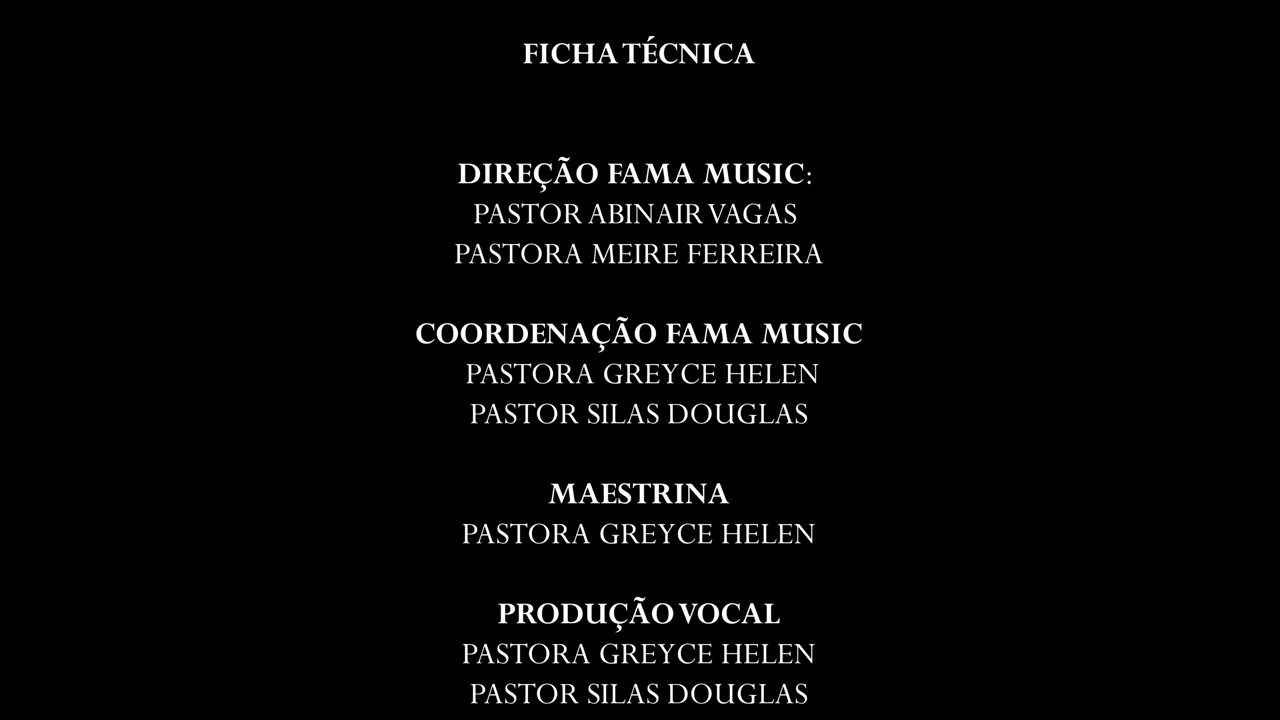 FICHA TÉCNICA
DIREÇÃO FAMA MUSIC:
PASTOR ABINAIR VAGAS
PASTORA MEIRE FERREIRA
COORDENAÇÃO FAMA MUSIC
PASTORA GREYCE HELEN
PASTOR SILAS DOUGLAS
MAESTRINA
PASTORA GREYCE HELEN
PRODUÇÃO VOCAL
PASTORA GREYCE HELEN
PASTOR SILAS DOUGLAS